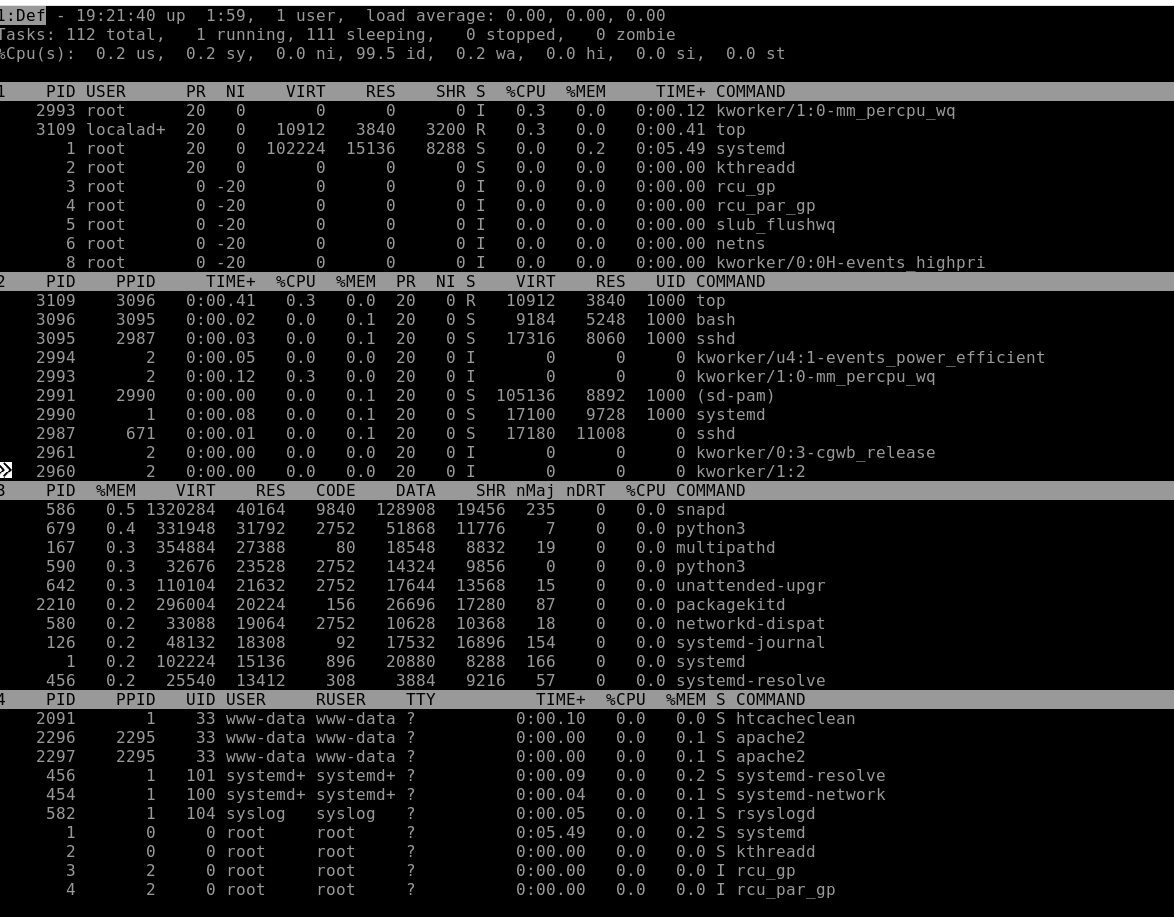 1:Def - 19:21:40 up  1:59,  1 user,  load average: 0.00, 0.00, 0.00
Tasks: 112 total,   1 running, 111 sleeping,   0 stopped,   0 zombie
%Cpu(s):  0.2 us,  0.2 sy,  0.0 ni, 99.5 id,  0.2 wa,  0.0 hi,  0.0 si,  0.0 st
1    PID USER      PR  NI    VIRT    RES    SHR S  %CPU  %MEM     TIME+ COMMAND
2993 root      20   0       0      0      0 I   0.3   0.0   0:00.12 kworker/1:0-mm_percpu_wq
3109 localad+  20   0   10912   3840   3200 R   0.3   0.0   0:00.41 top
1 root      20   0  102224  15136   8288 S   0.0   0.2   0:05.49 systemd
2 root      20   0       0      0      0 S   0.0   0.0   0:00.00 kthreadd
3 root       0 -20       0      0      0 I   0.0   0.0   0:00.00 rcu_gp
4 root       0 -20       0      0      0 I   0.0   0.0   0:00.00 rcu_par_gp
5 root       0 -20       0      0      0 I   0.0   0.0   0:00.00 slub_flushwq
6 root       0 -20       0      0      0 I   0.0   0.0   0:00.00 netns
8 root       0 -20       0      0      0 I   0.0   0.0   0:00.00 kworker/0:0H-events_highpri
2    PID    PPID     TIME+  %CPU  %MEM  PR  NI S    VIRT    RES   UID COMMAND
3109    3096   0:00.41   0.3   0.0  20   0 R   10912   3840  1000 top
3096    3095   0:00.02   0.0   0.1  20   0 S    9184   5248  1000 bash
3095    2987   0:00.03   0.0   0.1  20   0 S   17316   8060  1000 sshd
2994       2   0:00.05   0.0   0.0  20   0 I       0      0     0 kworker/u4:1-events_power_efficient
2993       2   0:00.12   0.3   0.0  20   0 I       0      0     0 kworker/1:0-mm_percpu_wq
2991    2990   0:00.00   0.0   0.1  20   0 S  105136   8892  1000 (sd-pam)
2990       1   0:00.08   0.0   0.1  20   0 S   17100   9728  1000 systemd
2987     671   0:00.01   0.0   0.1  20   0 S   17180  11008     0 sshd
2961       2   0:00.00   0.0   0.0  20   0 I       0      0     0 kworker/0:3-cgwb_release
2960       2   0:00.00   0.0   0.0  20   0 I       0      0     0 kworker/1:2
3    PID  %MEM    VIRT    RES   CODE    DATA    SHR nMaj nDRT  %CPU COMMAND
586   0.5 1320284  40164   9840  128908  19456  235    0   0.0 snapd
679   0.4  331948  31792   2752   51868  11776    7    0   0.0 python3
167   0.3  354884  27388     80   18548   8832   19    0   0.0 multipathd
590   0.3   32676  23528   2752   14324   9856    0    0   0.0 python3
642   0.3  110104  21632   2752   17644  13568   15    0   0.0 unattended-upgr
2210   0.2  296004  20224    156   26696  17280   87    0   0.0 packagekitd
580   0.2   33088  19064   2752   10628  10368   18    0   0.0 networkd-dispat
126   0.2   48132  18308     92   17532  16896  154    0   0.0 systemd-journal
1   0.2  102224  15136    896   20880   8288  166    0   0.0 systemd
456   0.2   25540  13412    308    3884   9216   57    0   0.0 systemd-resolve
4    PID    PPID   UID USER     RUSER    TTY          TIME+  %CPU  %MEM S COMMAND
2091       1    33 www-data www-data ?          0:00.10   0.0   0.0 S htcacheclean
2296    2295    33 www-data www-data ?          0:00.00   0.0   0.1 S apache2
2297    2295    33 www-data www-data ?          0:00.00   0.0   0.1 S apache2
456       1   101 systemd+ systemd+ ?          0:00.09   0.0   0.2 S systemd-resolve
454       1   100 systemd+ systemd+ ?          0:00.04   0.0   0.1 S systemd-network
582       1   104 syslog   syslog   ?          0:00.05   0.0   0.1 S rsyslogd
1       0     0 root     root     ?          0:05.49   0.0   0.2 S systemd
2       0     0 root     root     ?          0:00.00   0.0   0.0 S kthreadd
3       2     0 root     root     ?          0:00.00   0.0   0.0 I rcu_gp
4       2     0 root     root     ?          0:00.00   0.0   0.0 I rcu_par_gp